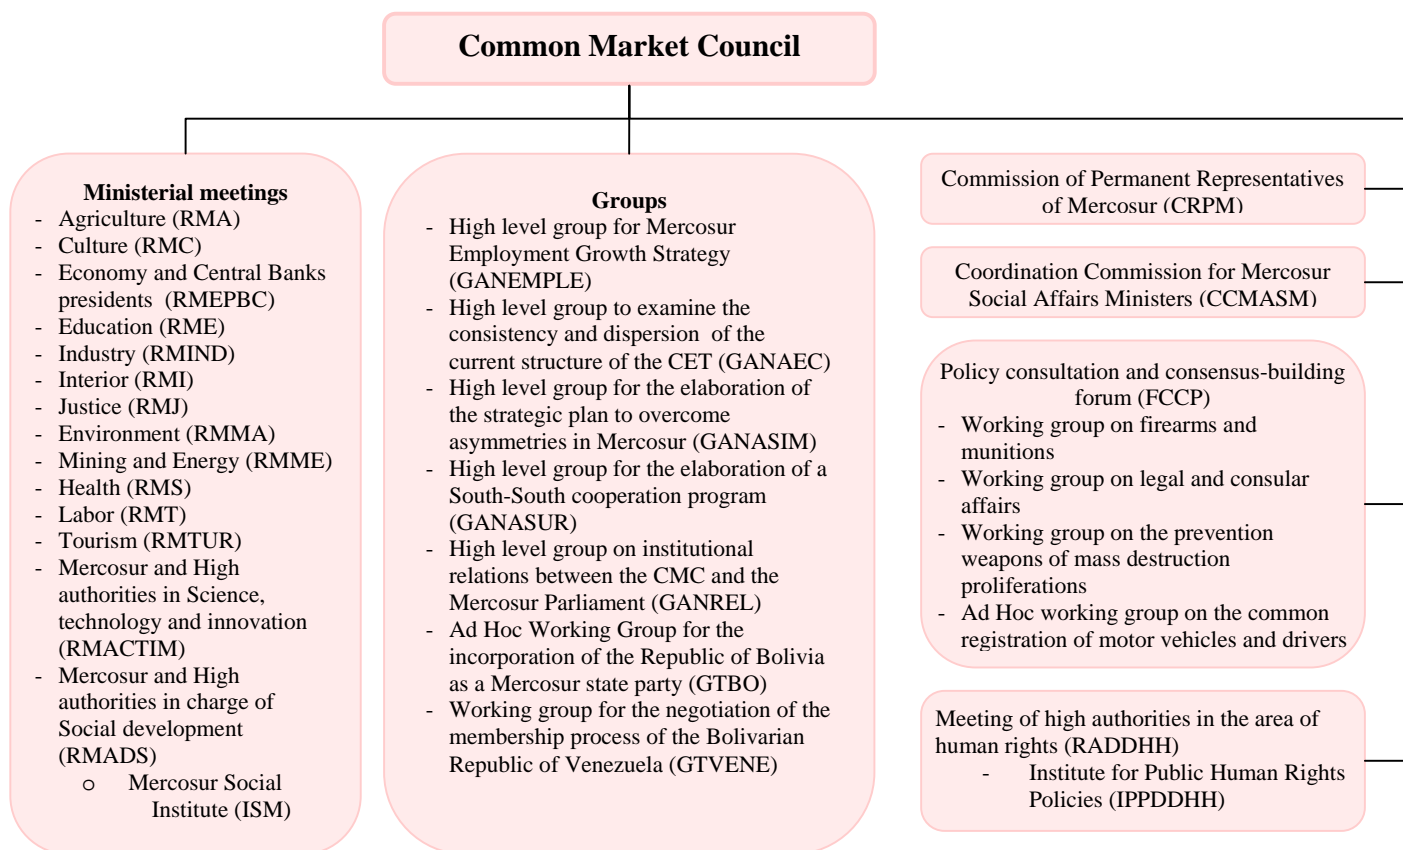 Common Market Council
Ministerial meetings
- Agriculture (RMA)
- Culture (RMC)
- Economy and Central Banks
presidents (RMEPBC)
- Education (RME)
- Industry (RMIND)
- Interior (RMI)
- Justice (RMJ)
- Environment (RMMA)
- Mining and Energy (RMME)
- Health (RMS)
- Labor (RMT)
- Tourism (RMTUR)
- Mercosur and High
authorities in Science,
technology and innovation
(RMACTIM)
- Mercosur and High
authorities in charge of
Social development
(RMADS)
o Mercosur Social
Institute (ISM)
Groups
- High level group for Mercosur
Employment Growth Strategy
(GANEMPLE)
- High level group to examine the
consistency and dispersion of the
current structure of the CET (GANAEC)
- High level group for the elaboration of
the strategic plan to overcome
asymmetries in Mercosur (GANASIM)
- High level group for the elaboration of a
South-South cooperation program
(GANASUR)
- High level group on institutional
relations between the CMC and the
Mercosur Parliament (GANREL)
- Ad Hoc Working Group for the
incorporation of the Republic of Bolivia
as a Mercosur state party (GTBO)
- Working group for the negotiation of the
membership process of the Bolivarian
Republic of Venezuela (GTVENE)
Commission of Permanent Representatives
of Mercosur (CRPM)
Coordination Commission for Mercosur
Social Affairs Ministers (CCMASM)
Policy consultation and consensus-building
forum (FCCP)
- Working group on firearms and
munitions
- Working group on legal and consular
affairs
- Working group on the prevention
weapons of mass destruction
proliferations
- Ad Hoc working group on the common
registration of motor vehicles and drivers
Meeting of high authorities in the area of
human rights (RADDHH)
- Institute for Public Human Rights
Policies (IPPDDHH)